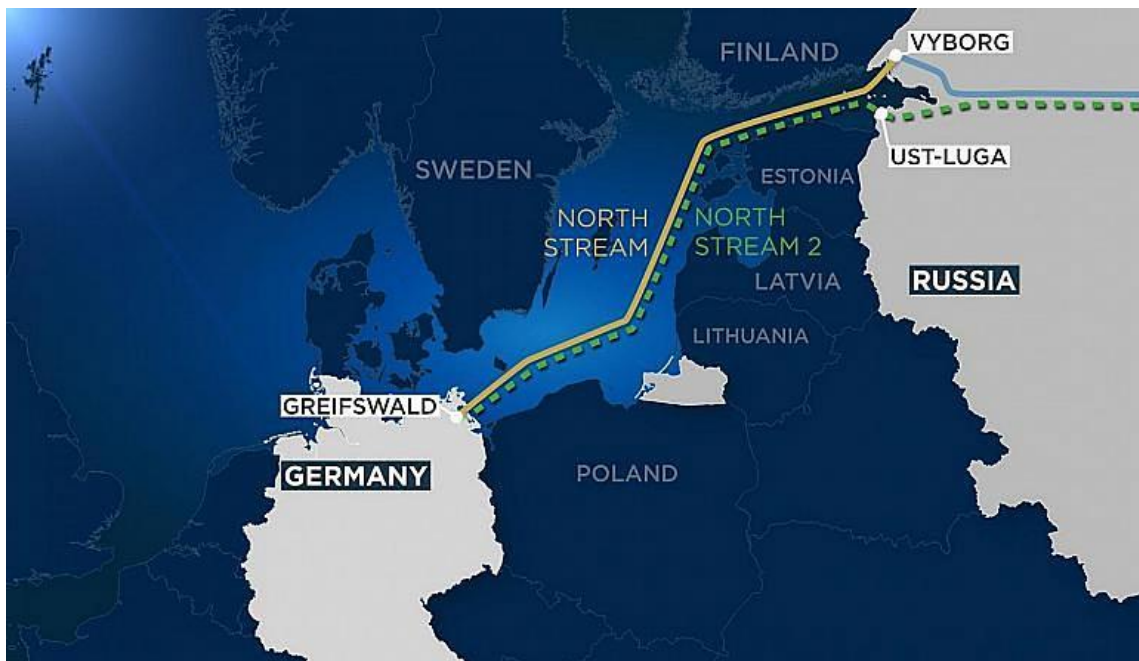 FINLAND
VYBORG
SWEDEN
UST-LUGA
ESTONIA
NORTH
STREAM
NORTH
STREAM 2
LATVIA
RUSSIA
LITHUANIA
GREIFSWALD
GERMANY
POLAND